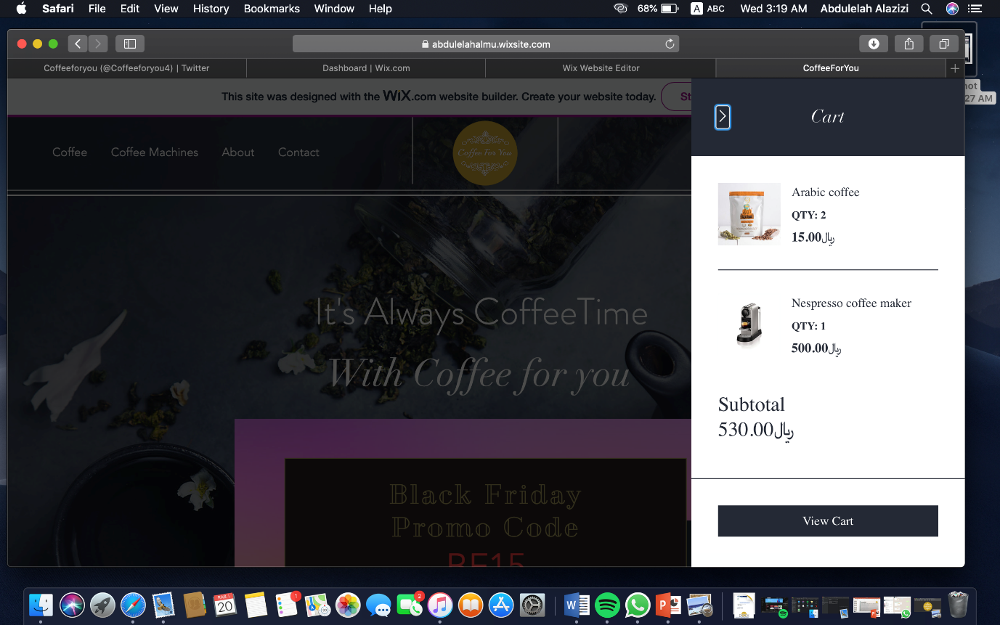 Safari File Edit View History Bookmarks Window Help 68% A ABC Wed 3:19 AM Abdulelah Alazizi
abdulelahalmu.wixsite.com
Coffeeforyou (@Coffeeforyou4) | Twitter Dashboard | Wix.com Wix Website Editor CoffeeForYou
27 AM
This site was designed with the WiX.com website builder. Create your website today. St
Cart
Coffee Coffee Machines About Contact
Coffee For You
Arabic coffee
QTY: 2
15.00ريال
Nespresso coffee maker
QTY: 1
500.00ريال
It's Always CoffeeTime
With Coffee for you
Subtotal
530.00ريال
Black Friday
Promo Code
BF15
View Cart
20
1
2